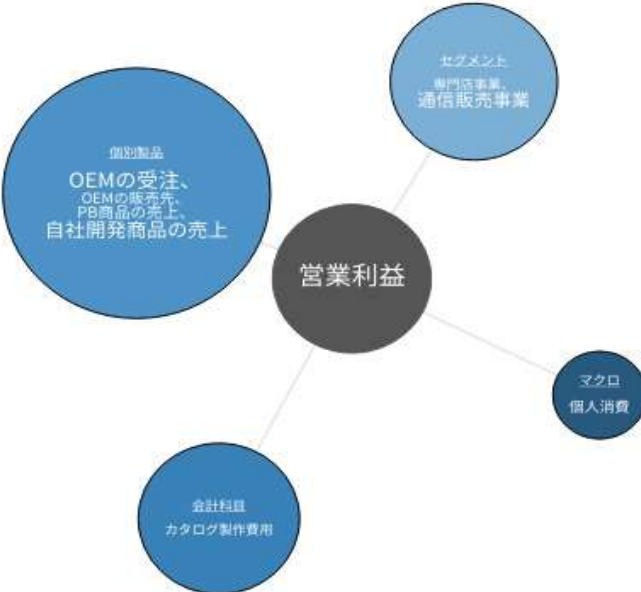 セグメント
専門店事業、
通信販売事業
個別製品
OEMの受注、
OEMの販売先、
PB商品の売上、
自社開発商品の売上
営業利益
マクロ
個人消費
会計科目
カタログ製作費用